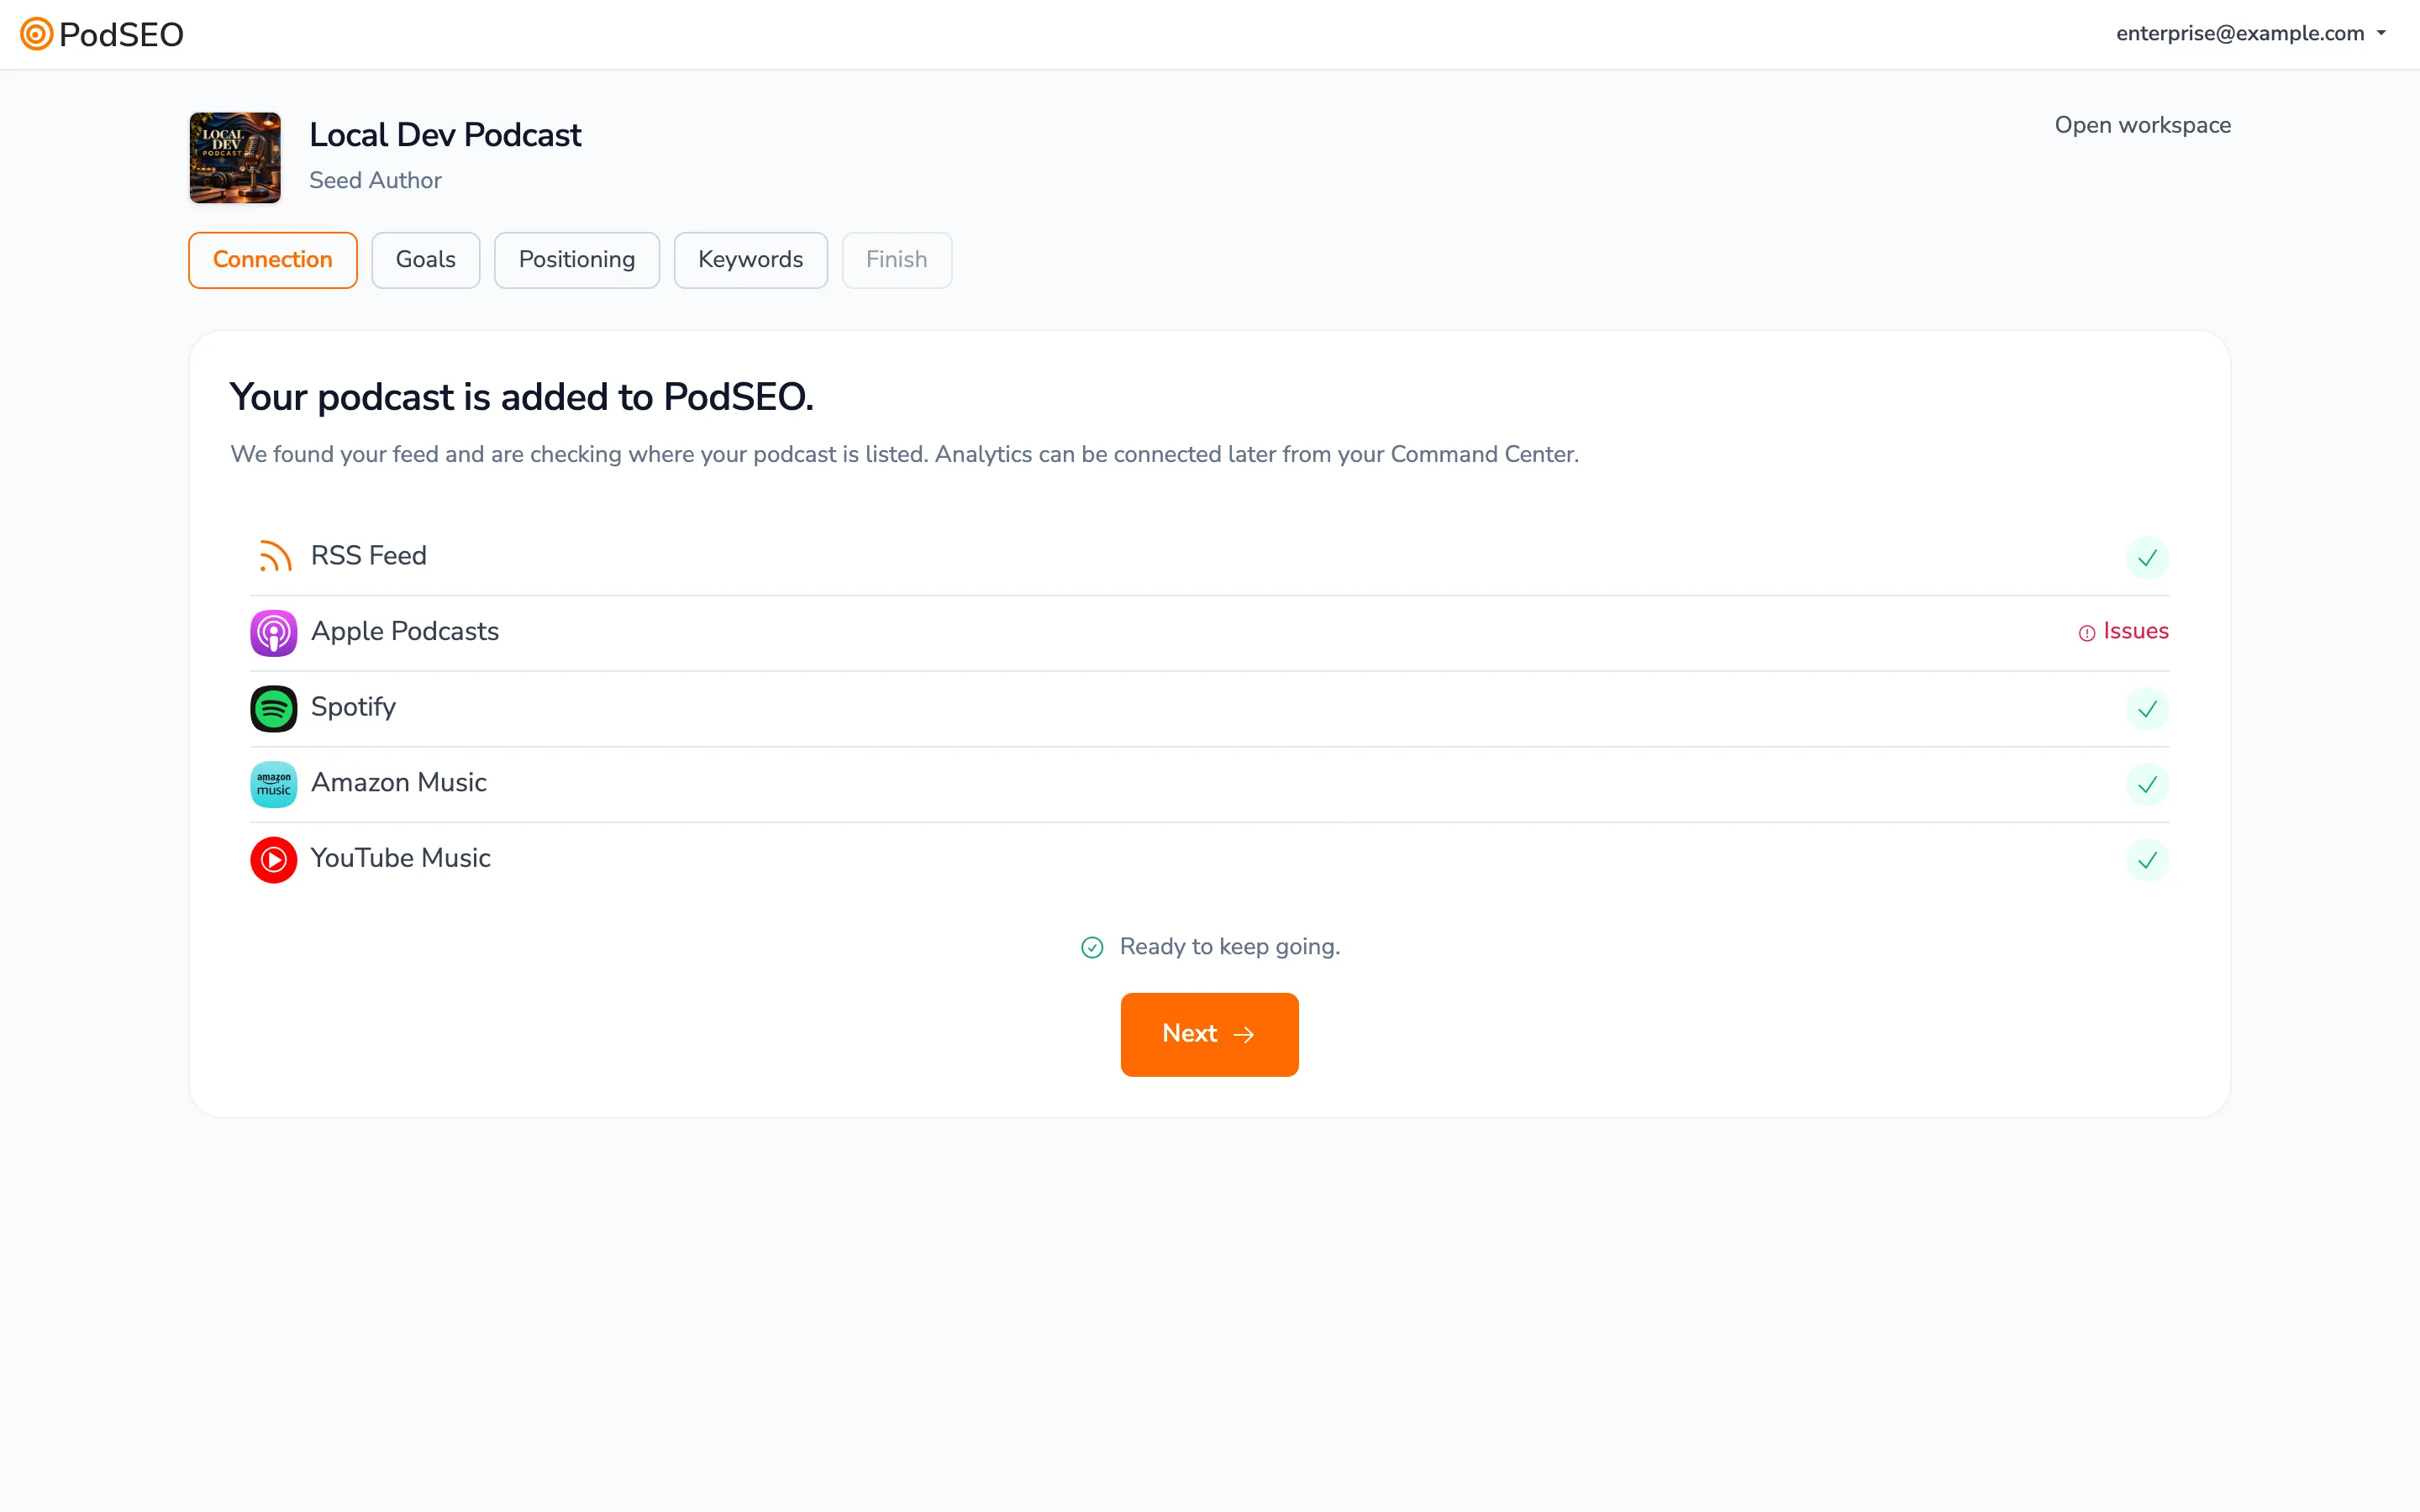 PodSEO
enterprise@example.com
LOCAL
DEV
PODCAST
Local Dev Podcast
Seed Author
Open workspace
Connection
Goals
Positioning
Keywords
Finish
Your podcast is added to PodSEO.
We found your feed and are checking where your podcast is listed. Analytics can be connected later from your Command Center.
RSS Feed
Apple Podcasts
Issues
Spotify
amazon
music
Amazon Music
YouTube Music
Ready to keep going.
Next